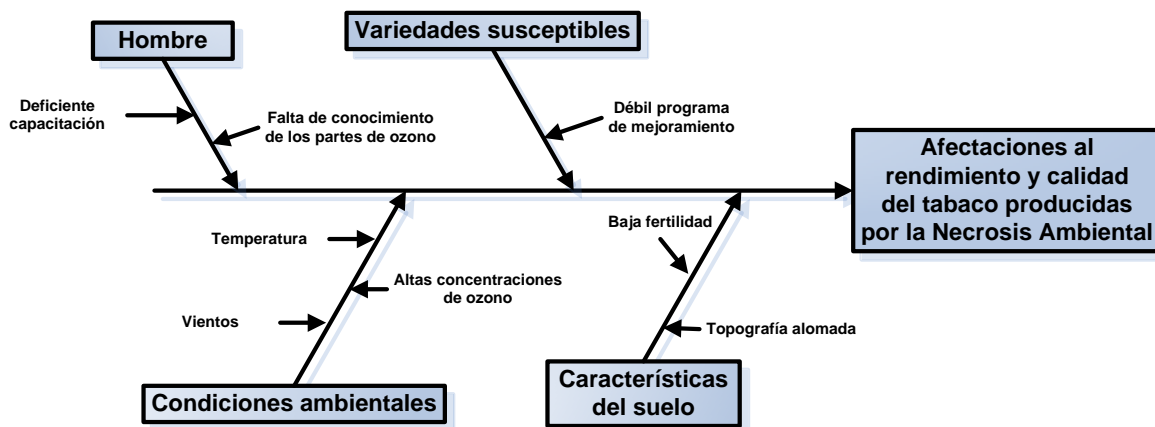 Hombre
Variedades susceptibles
Deficiente
capacitación
Falta de conocimiento
de los partes de ozono
Débil programa
de mejoramiento
Afectaciones al
rendimiento y calidad
del tabaco producidas
por la Necrosis Ambiental
Temperatura
Altas concentraciones
de ozono
Vientos
Baja fertilidad
Topografía alomada
Condiciones ambientales
Características
del suelo